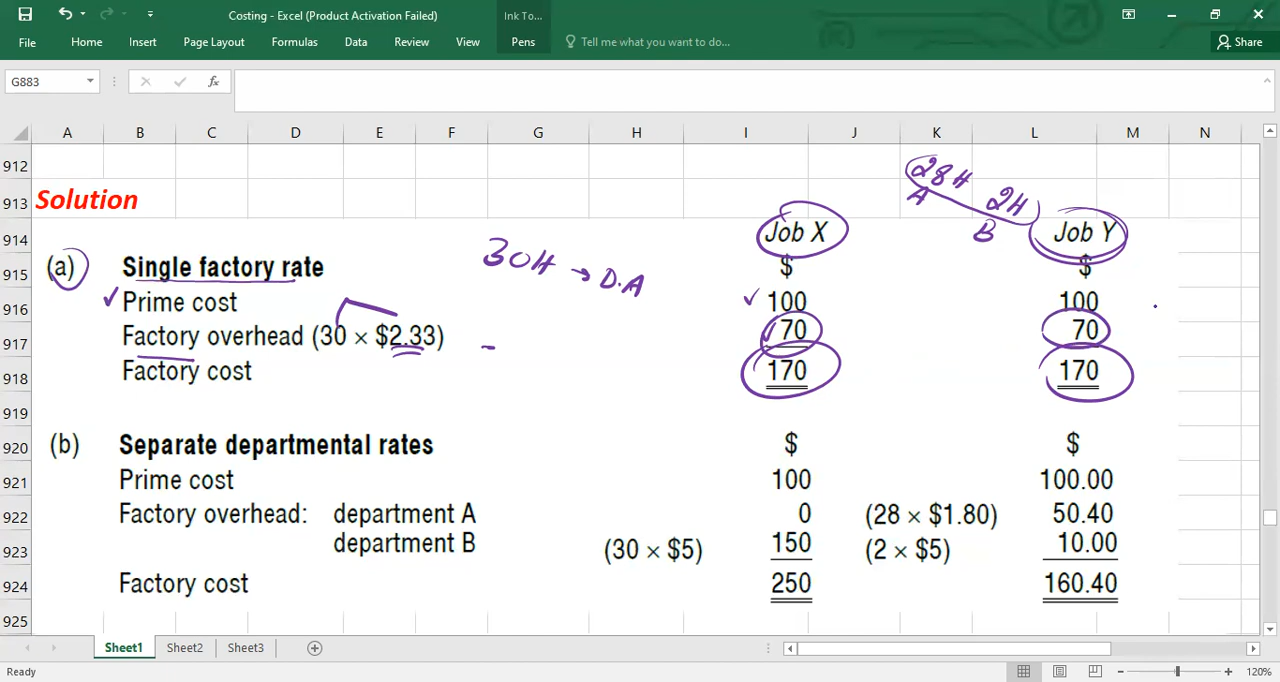 Costing - Excel (Product Activation Failed)
Ink To...
File Home Insert Page Layout Formulas Data Review View Pens Tell me what you want to do... Share
G883 fx
A B C D E F G H I J K L M N
912
913 Solution
28H
A
2H
B
914 Job X Job Y
915 (a) Single factory rate $ $
30H → D.A
916 Prime cost 100 100
917 Factory overhead (30 × $2.33) 70 70
918 Factory cost 170 170
919
920 (b) Separate departmental rates $ $
921 Prime cost 100 100.00
922 Factory overhead: department A 0 (28 × $1.80) 50.40
923 department B (30 × $5) 150 (2 × $5) 10.00
924 Factory cost 250 160.40
925
Sheet1 Sheet2 Sheet3
Ready 120%